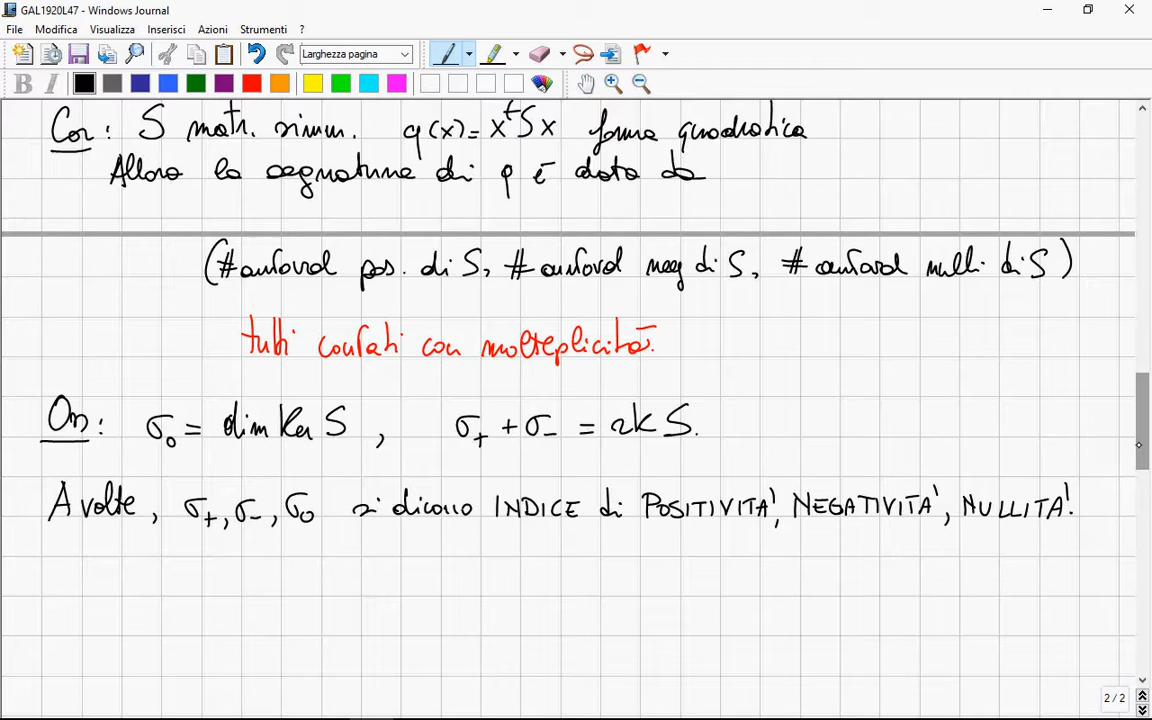 GAL1920L47 - Windows Journal
File Modifica Visualizza Inserisci Azioni Strumenti ?
Larghezza pagina
B I
Cor: S matr. simm. q(x)= xᵗSx forma quadratica
Allora la segnatura di q è data da
(#autoval pos. di S, #autoval neg di S, #autoval nulli di S)
tutti contati con molteplicità.
Oss: σ₀ = dim Ker S , σ₊ + σ₋ = rk S.
A volte, σ₊, σ₋, σ₀ si dicono INDICE di POSITIVITA', NEGATIVITA', NULLITA'.
2/2